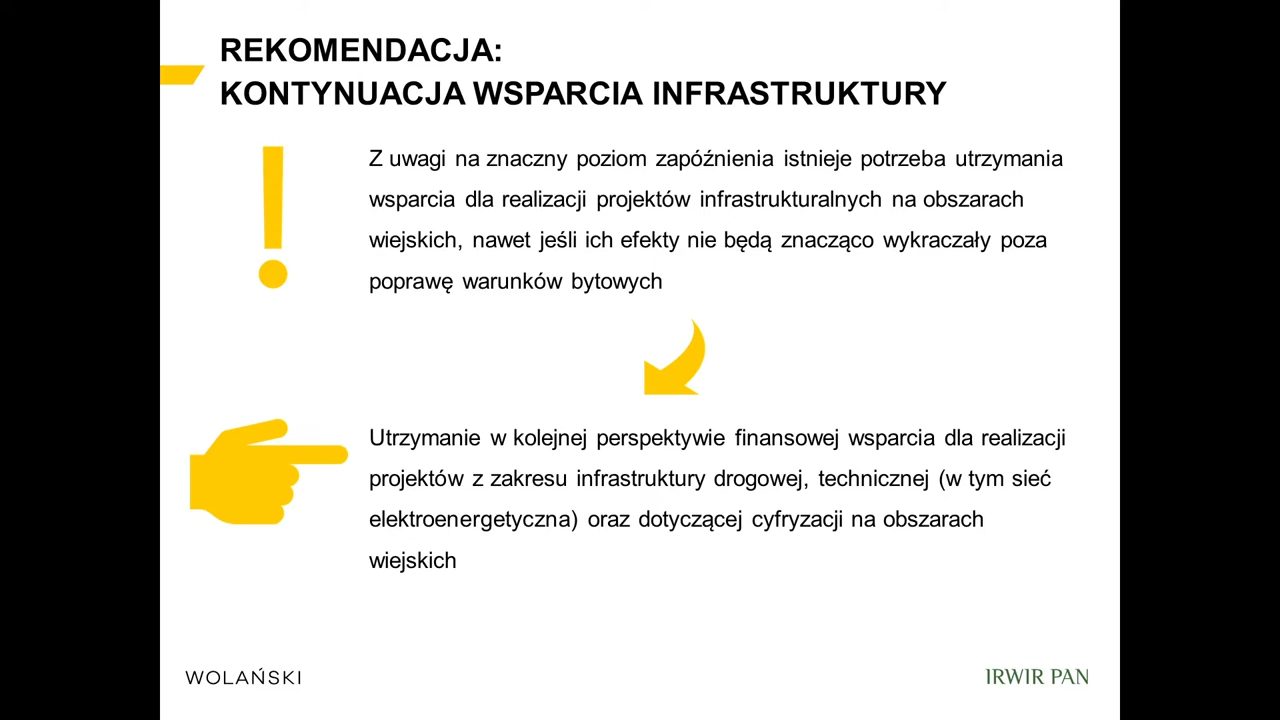 REKOMENDACJA:
KONTYNUACJA WSPARCIA INFRASTRUKTURY
Z uwagi na znaczny poziom zapóźnienia istnieje potrzeba utrzymania
wsparcia dla realizacji projektów infrastrukturalnych na obszarach
wiejskich, nawet jeśli ich efekty nie będą znacząco wykraczały poza
poprawę warunków bytowych
Utrzymanie w kolejnej perspektywie finansowej wsparcia dla realizacji
projektów z zakresu infrastruktury drogowej, technicznej (w tym sieć
elektroenergetyczna) oraz dotyczącej cyfryzacji na obszarach
wiejskich
WOLAŃSKI
IRWIR PAN